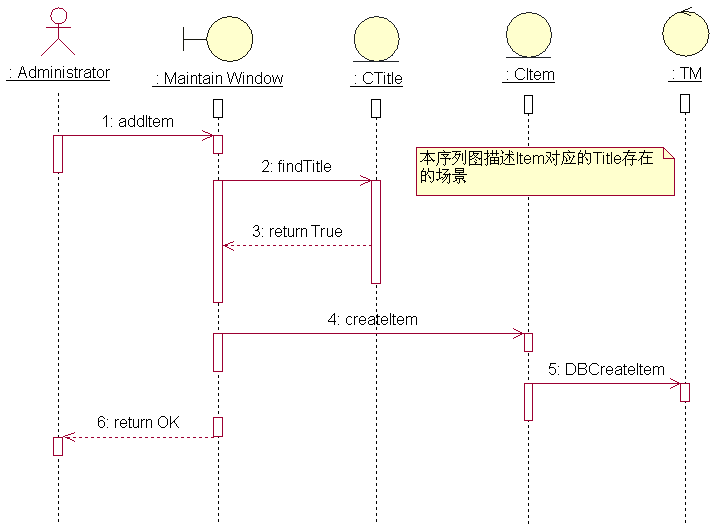 : Administrator
: Maintain Window
: CTitle
: CItem
: TM
1: addItem
本序列图描述Item对应的Title存在
的场景
2: findTitle
3: return True
4: createItem
5: DBCreateItem
6: return OK